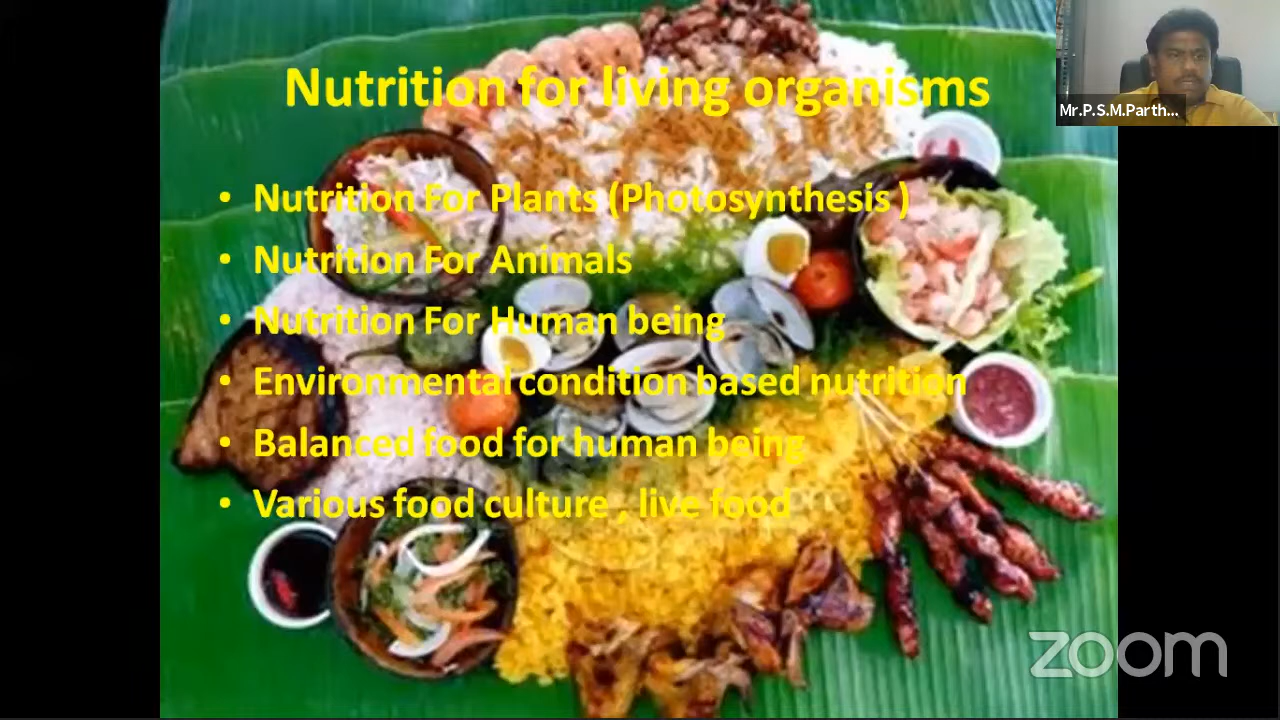 Nutrition for living organisms
Mr.P.S.M.Parth...
• Nutrition For Plants (Photosynthesis )
• Nutrition For Animals
• Nutrition For Human being
• Environmental condition based nutrition
• Balanced food for human being
• Various food culture , live food
zoom